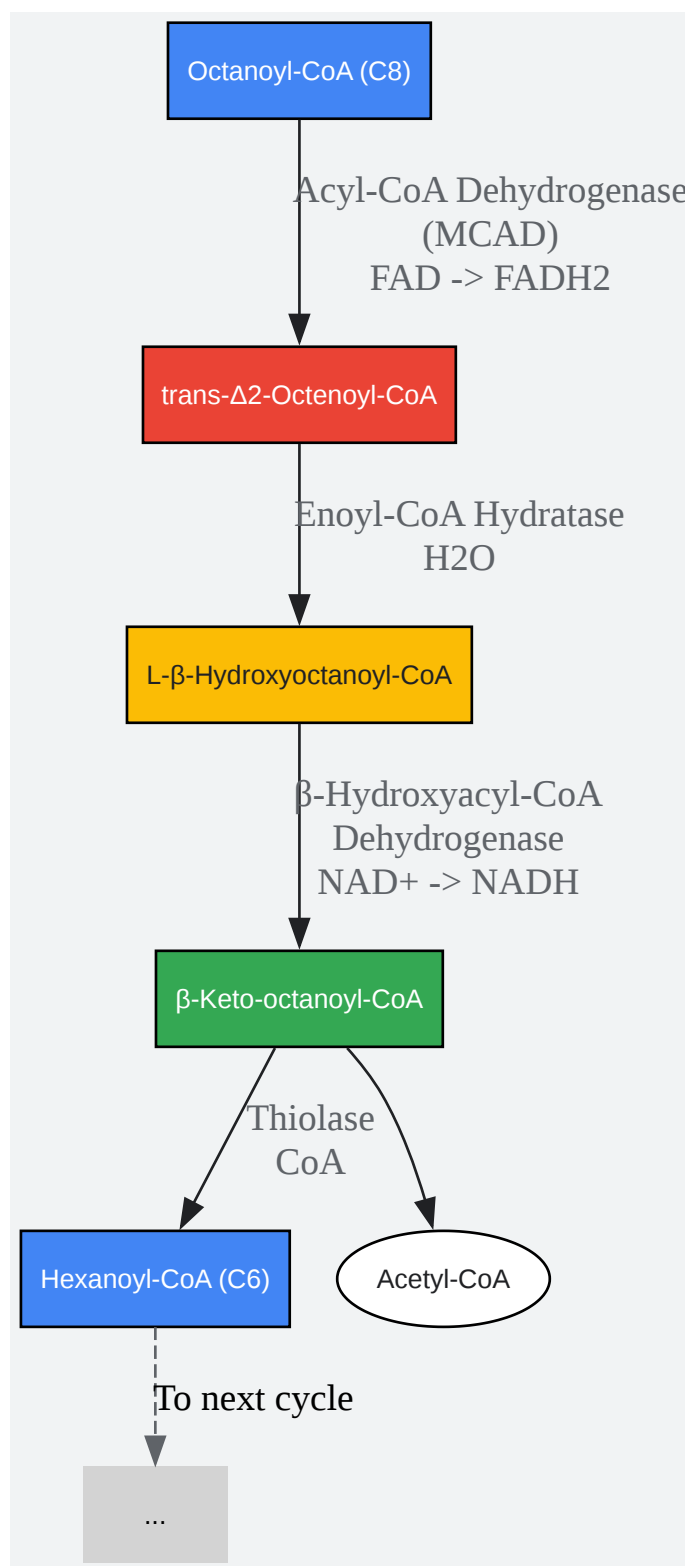 Octanoyl-CoA (C8)
Acyl-CoA Dehydrogenase
(MCAD)
FAD -> FADH2
trans-Δ2-Octenoyl-CoA
Enoyl-CoA Hydratase
H2O
L-β-Hydroxyoctanoyl-CoA
β-Hydroxyacyl-CoA
Dehydrogenase
NAD+ -> NADH
β-Keto-octanoyl-CoA
Thiolase
CoA
Hexanoyl-CoA (C6)
Acetyl-CoA
To next cycle
...